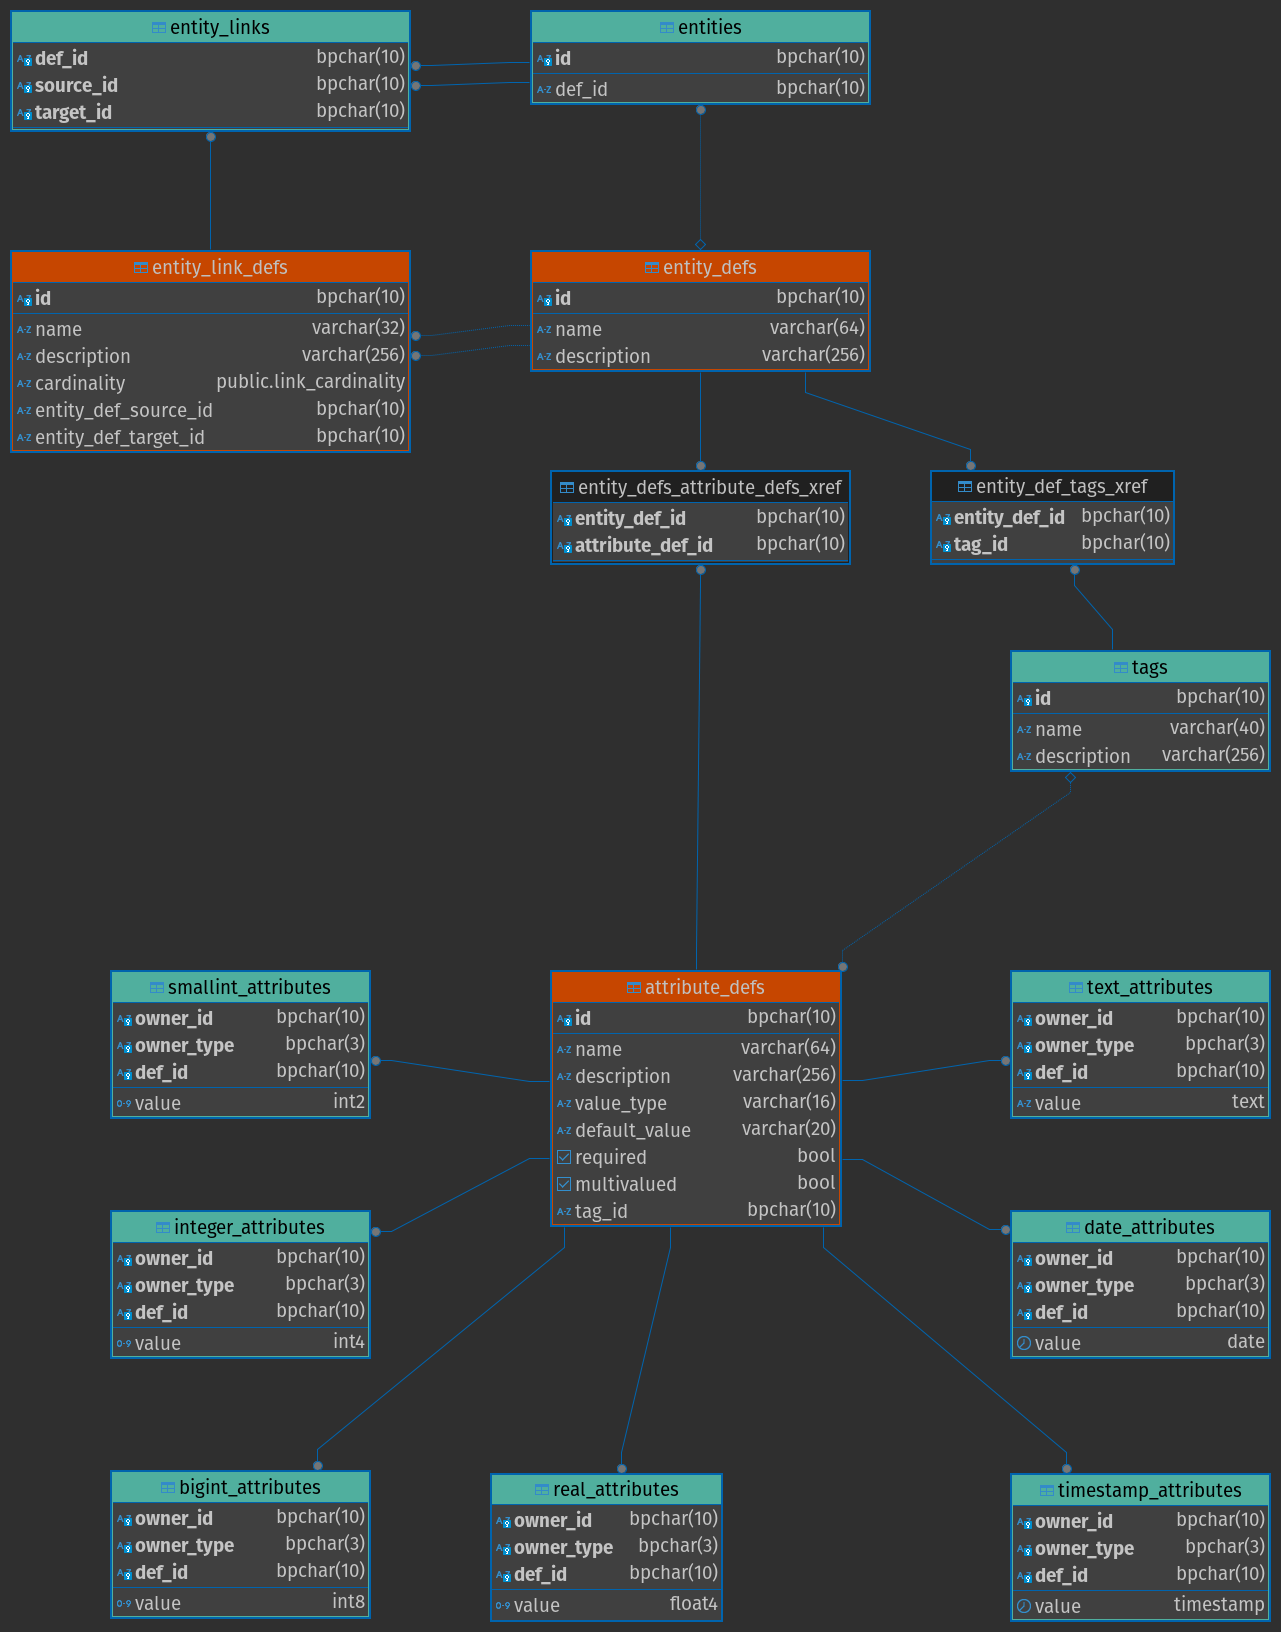 entity_links
def_id bpchar(10)
source_id bpchar(10)
target_id bpchar(10)
entities
id bpchar(10)
def_id bpchar(10)
entity_link_defs
id bpchar(10)
name varchar(32)
description varchar(256)
cardinality public.link_cardinality
entity_def_source_id bpchar(10)
entity_def_target_id bpchar(10)
entity_defs
id bpchar(10)
name varchar(64)
description varchar(256)
entity_defs_attribute_defs_xref
entity_def_id bpchar(10)
attribute_def_id bpchar(10)
entity_def_tags_xref
entity_def_id bpchar(10)
tag_id bpchar(10)
tags
id bpchar(10)
name varchar(40)
description varchar(256)
smallint_attributes
owner_id bpchar(10)
owner_type bpchar(3)
def_id bpchar(10)
value int2
attribute_defs
id bpchar(10)
name varchar(64)
description varchar(256)
value_type varchar(16)
default_value varchar(20)
required bool
multivalued bool
tag_id bpchar(10)
text_attributes
owner_id bpchar(10)
owner_type bpchar(3)
def_id bpchar(10)
value text
integer_attributes
owner_id bpchar(10)
owner_type bpchar(3)
def_id bpchar(10)
value int4
date_attributes
owner_id bpchar(10)
owner_type bpchar(3)
def_id bpchar(10)
value date
bigint_attributes
owner_id bpchar(10)
owner_type bpchar(3)
def_id bpchar(10)
value int8
real_attributes
owner_id bpchar(10)
owner_type bpchar(3)
def_id bpchar(10)
value float4
timestamp_attributes
owner_id bpchar(10)
owner_type bpchar(3)
def_id bpchar(10)
value timestamp